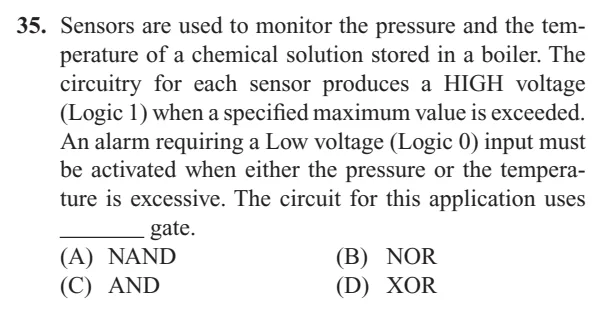 35. Sensors are used to monitor the pressure and the tem-
perature of a chemical solution stored in a boiler. The
circuitry for each sensor produces a HIGH voltage
(Logic 1) when a specified maximum value is exceeded.
An alarm requiring a Low voltage (Logic 0) input must
be activated when either the pressure or the tempera-
ture is excessive. The circuit for this application uses
________ gate.
(A) NAND (B) NOR
(C) AND (D) XOR